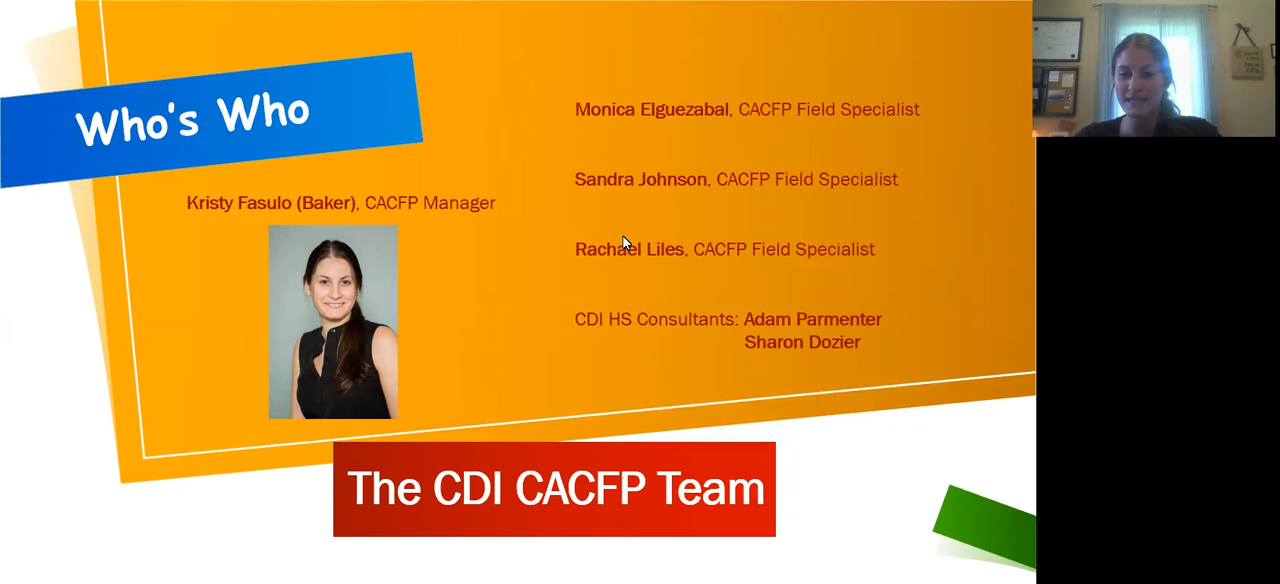 Who's Who
Kristy Fasulo (Baker), CACFP Manager
Monica Elguezabal, CACFP Field Specialist
Sandra Johnson, CACFP Field Specialist
Rachael Liles, CACFP Field Specialist
CDI HS Consultants: Adam Parmenter
Sharon Dozier
The CDI CACFP Team